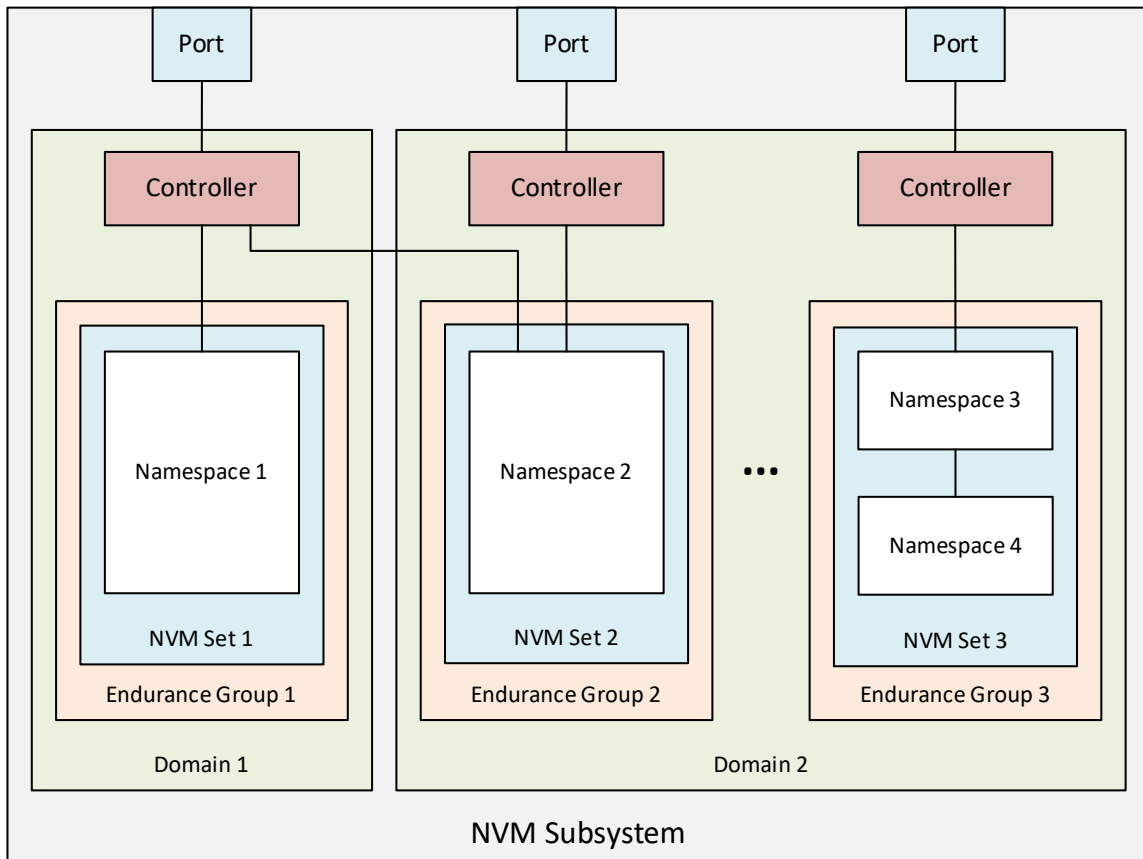 Port
Port
Port
Controller
Controller
Controller
Namespace 1
Namespace 2
...
Namespace 3
Namespace 4
NVM Set 1
NVM Set 2
NVM Set 3
Endurance Group 1
Endurance Group 2
Endurance Group 3
Domain 1
Domain 2
NVM Subsystem